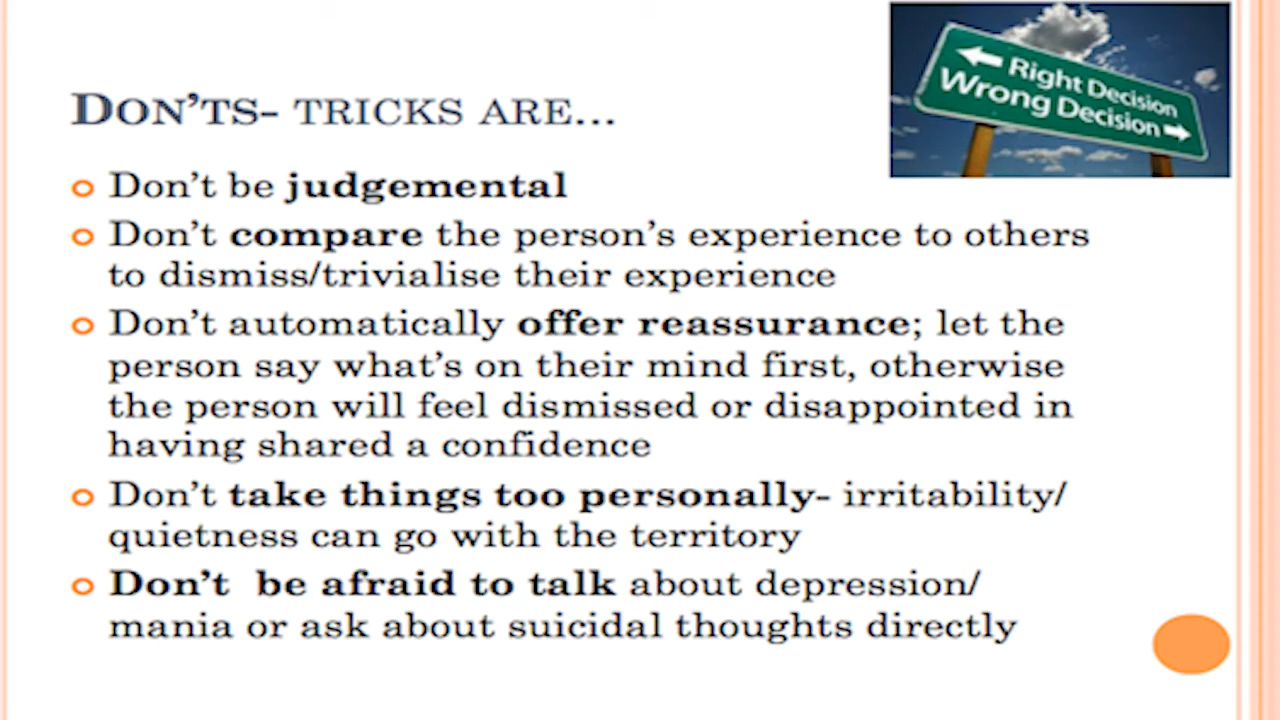 Right Decision
Wrong Decision
DON'TS- TRICKS ARE...
Don't be judgemental
Don't compare the person's experience to others
to dismiss/trivialise their experience
Don't automatically offer reassurance; let the
person say what's on their mind first, otherwise
the person will feel dismissed or disappointed in
having shared a confidence
Don't take things too personally- irritability/
quietness can go with the territory
Don't be afraid to talk about depression/
mania or ask about suicidal thoughts directly